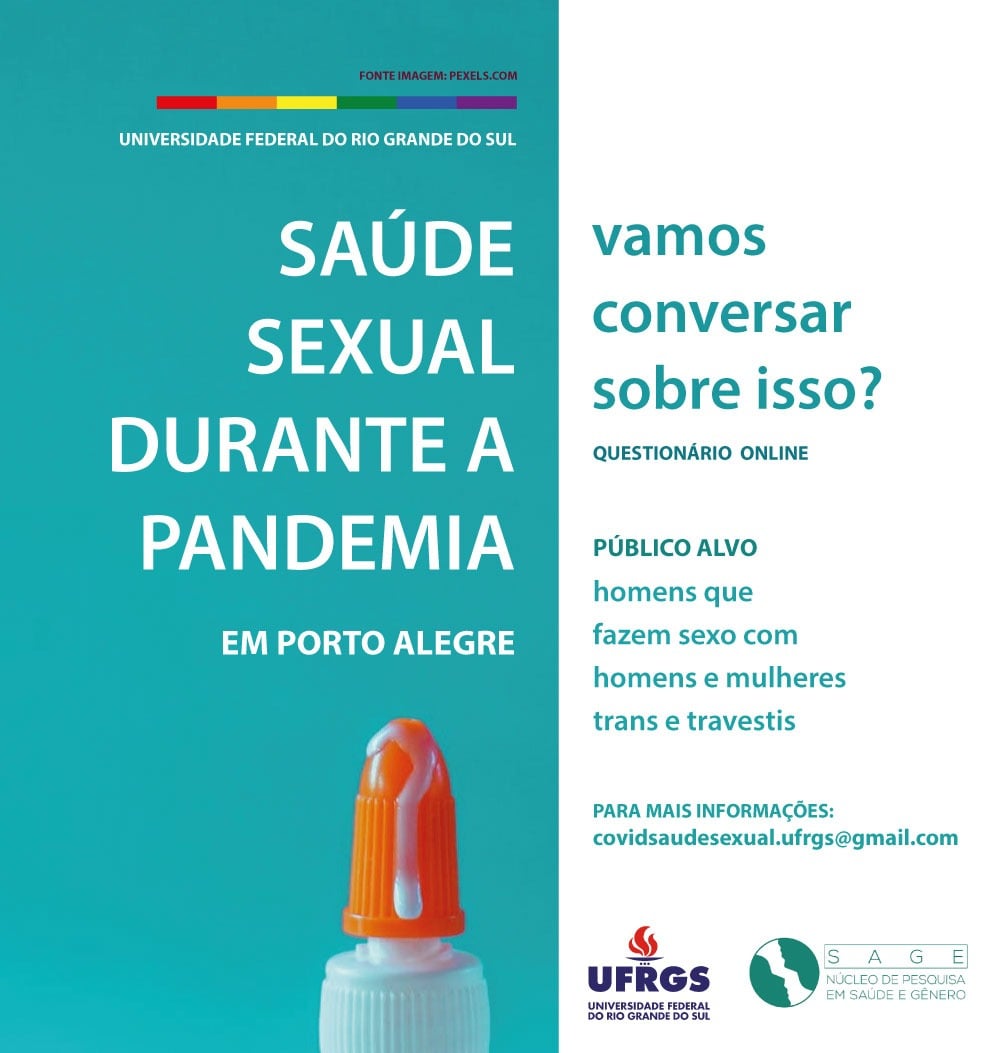 FONTE IMAGEM: PEXELS.COM
UNIVERSIDADE FEDERAL DO RIO GRANDE DO SUL
SAÚDE
SEXUAL
DURANTE A
PANDEMIA
EM PORTO ALEGRE
vamos
conversar
sobre isso?
QUESTIONÁRIO ONLINE
PÚBLICO ALVO
homens que
fazem sexo com
homens e mulheres
trans e travestis
PARA MAIS INFORMAÇÕES:
covidsaudesexual.ufrgs@gmail.com
UFRGS
UNIVERSIDADE FEDERAL
DO RIO GRANDE DO SUL
SAGE
NÚCLEO DE PESQUISA
EM SAÚDE E GÊNERO